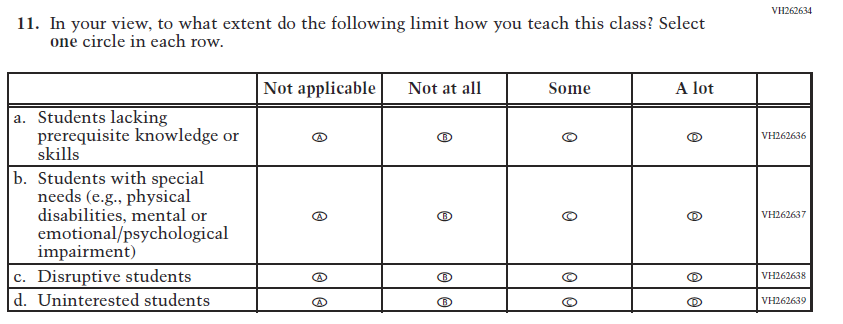 VH262634
11. In your view, to what extent do the following limit how you teach this class? Select
one circle in each row.
Not applicable Not at all Some A lot
a. Students lacking
prerequisite knowledge or
skills
A B C D VH262636
b. Students with special
needs (e.g., physical
disabilities, mental or
emotional/psychological
impairment)
A B C D VH262637
c. Disruptive students A B C D VH262638
d. Uninterested students A B C D VH262639